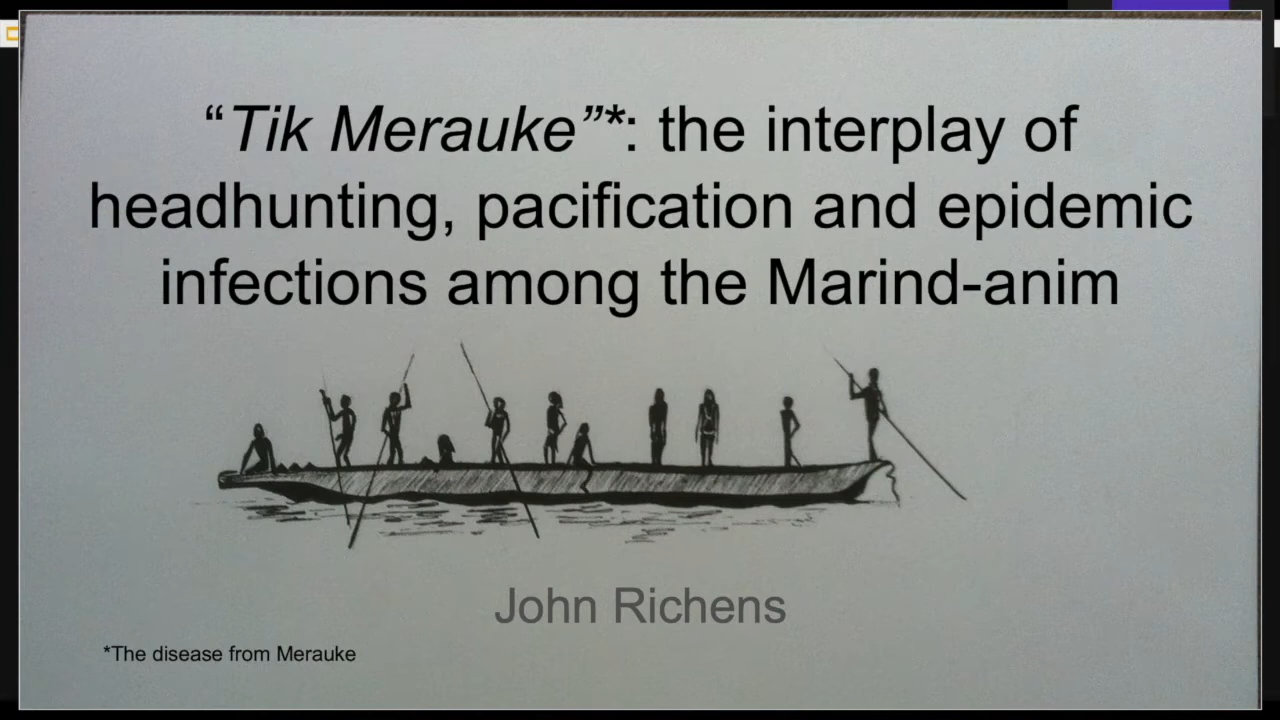 “Tik Merauke”*: the interplay of
headhunting, pacification and epidemic
infections among the Marind-anim
John Richens
*The disease from Merauke